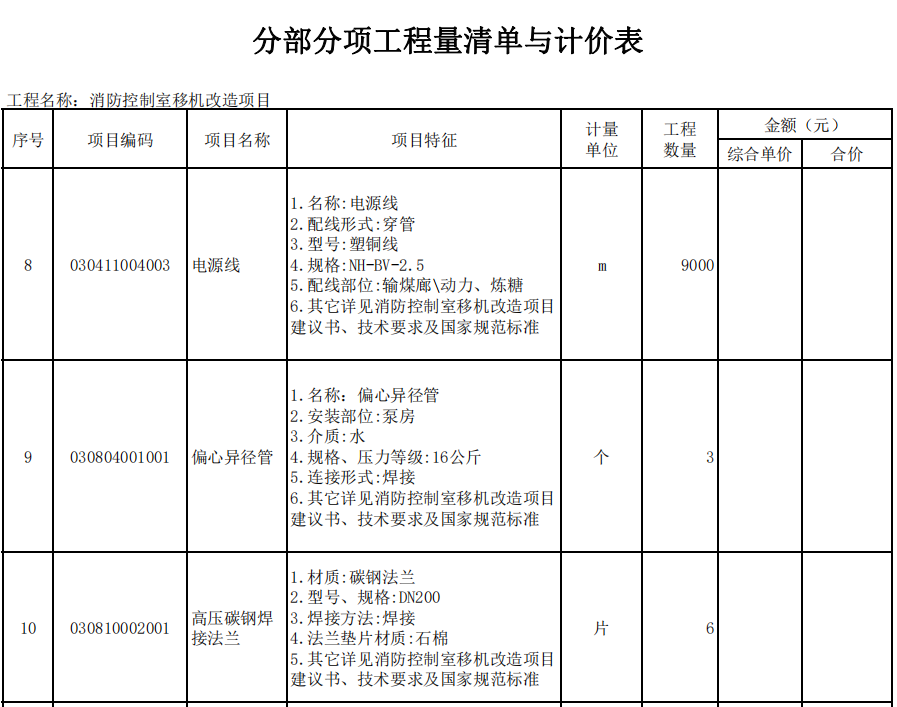 分部分项工程量清单与计价表
工程名称：消防控制室移机改造项目
序号 项目编码 项目名称 项目特征 计量单位 工程数量 金额（元）
综合单价 合价
8 030411004003 电源线 m 9000
1.名称:电源线
2.配线形式:穿管
3.型号:塑铜线
4.规格:NH-BV-2.5
5.配线部位:输煤廊\动力、炼糖
6.其它详见消防控制室移机改造项目
建议书、技术要求及国家规范标准
9 030804001001 偏心异径管 个 3
1.名称：偏心异径管
2.安装部位:泵房
3.介质:水
4.规格、压力等级:16公斤
5.连接形式:焊接
6.其它详见消防控制室移机改造项目
建议书、技术要求及国家规范标准
10 030810002001 高压碳钢焊接法兰 片 6
1.材质:碳钢法兰
2.型号、规格:DN200
3.焊接方法:焊接
4.法兰垫片材质:石棉
5.其它详见消防控制室移机改造项目
建议书、技术要求及国家规范标准